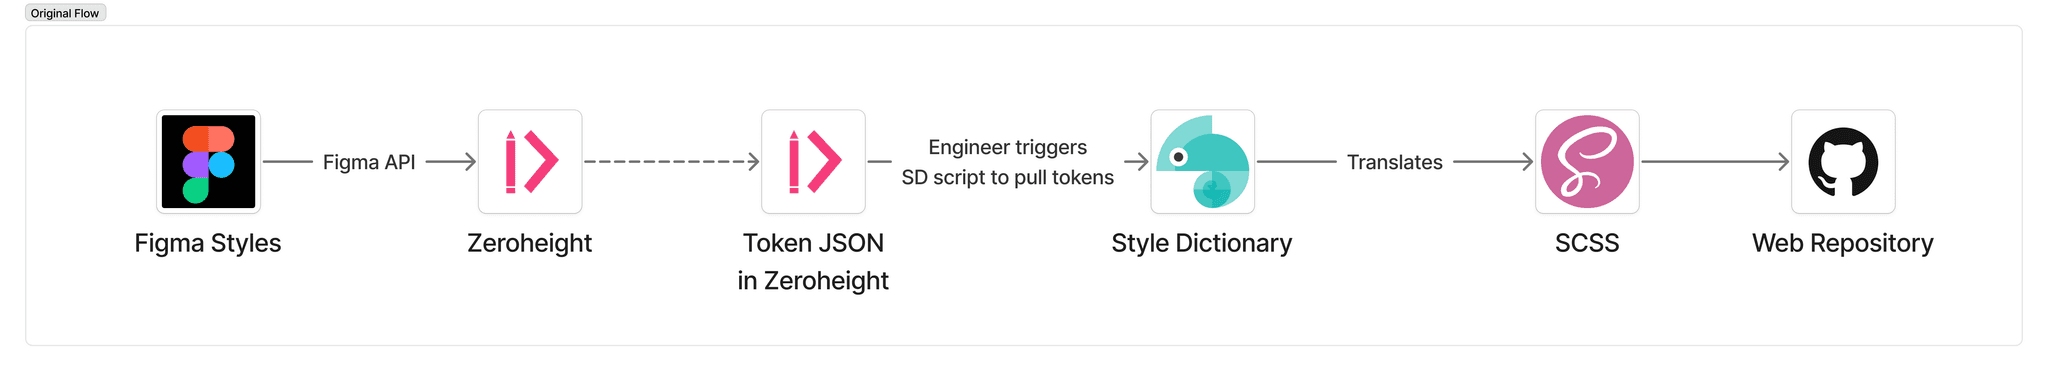 Original Flow
Figma API
Engineer triggers
SD script to pull tokens
Translates
Figma Styles
Zeroheight
Token JSON
in Zeroheight
Style Dictionary
SCSS
Web Repository